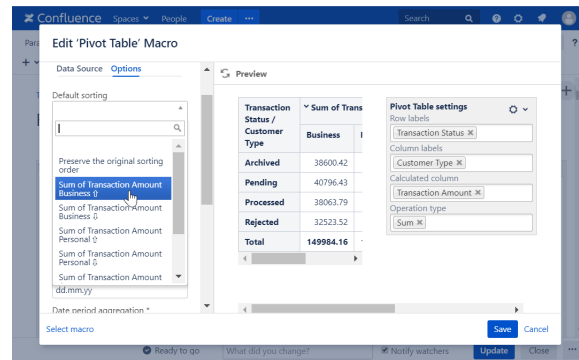 Confluence Spaces People Create ··· Search
Para
Edit 'Pivot Table' Macro
Data Source Options
Default sorting
Preserve the original sorting
order
Sum of Transaction Amount
Business ⇧
Sum of Transaction Amount
Business ⇩
Sum of Transaction Amount
Personal ⇧
Sum of Transaction Amount
Personal ⇩
Sum of Transaction Amount
dd.mm.yy
Date period aggregation *
Preview
Transaction
Status /
Customer
Type
Sum of Trans
Business
Archived 38600.42
Pending 40796.43
Processed 38063.79
Rejected 32523.52
Total 149984.16
Pivot Table settings
Row labels
Transaction Status ×
Column labels
Customer Type ×
Calculated column
Transaction Amount ×
Operation type
Sum ×
Select macro
Save Cancel
Ready to go What did you change? Notify watchers Update Close ···